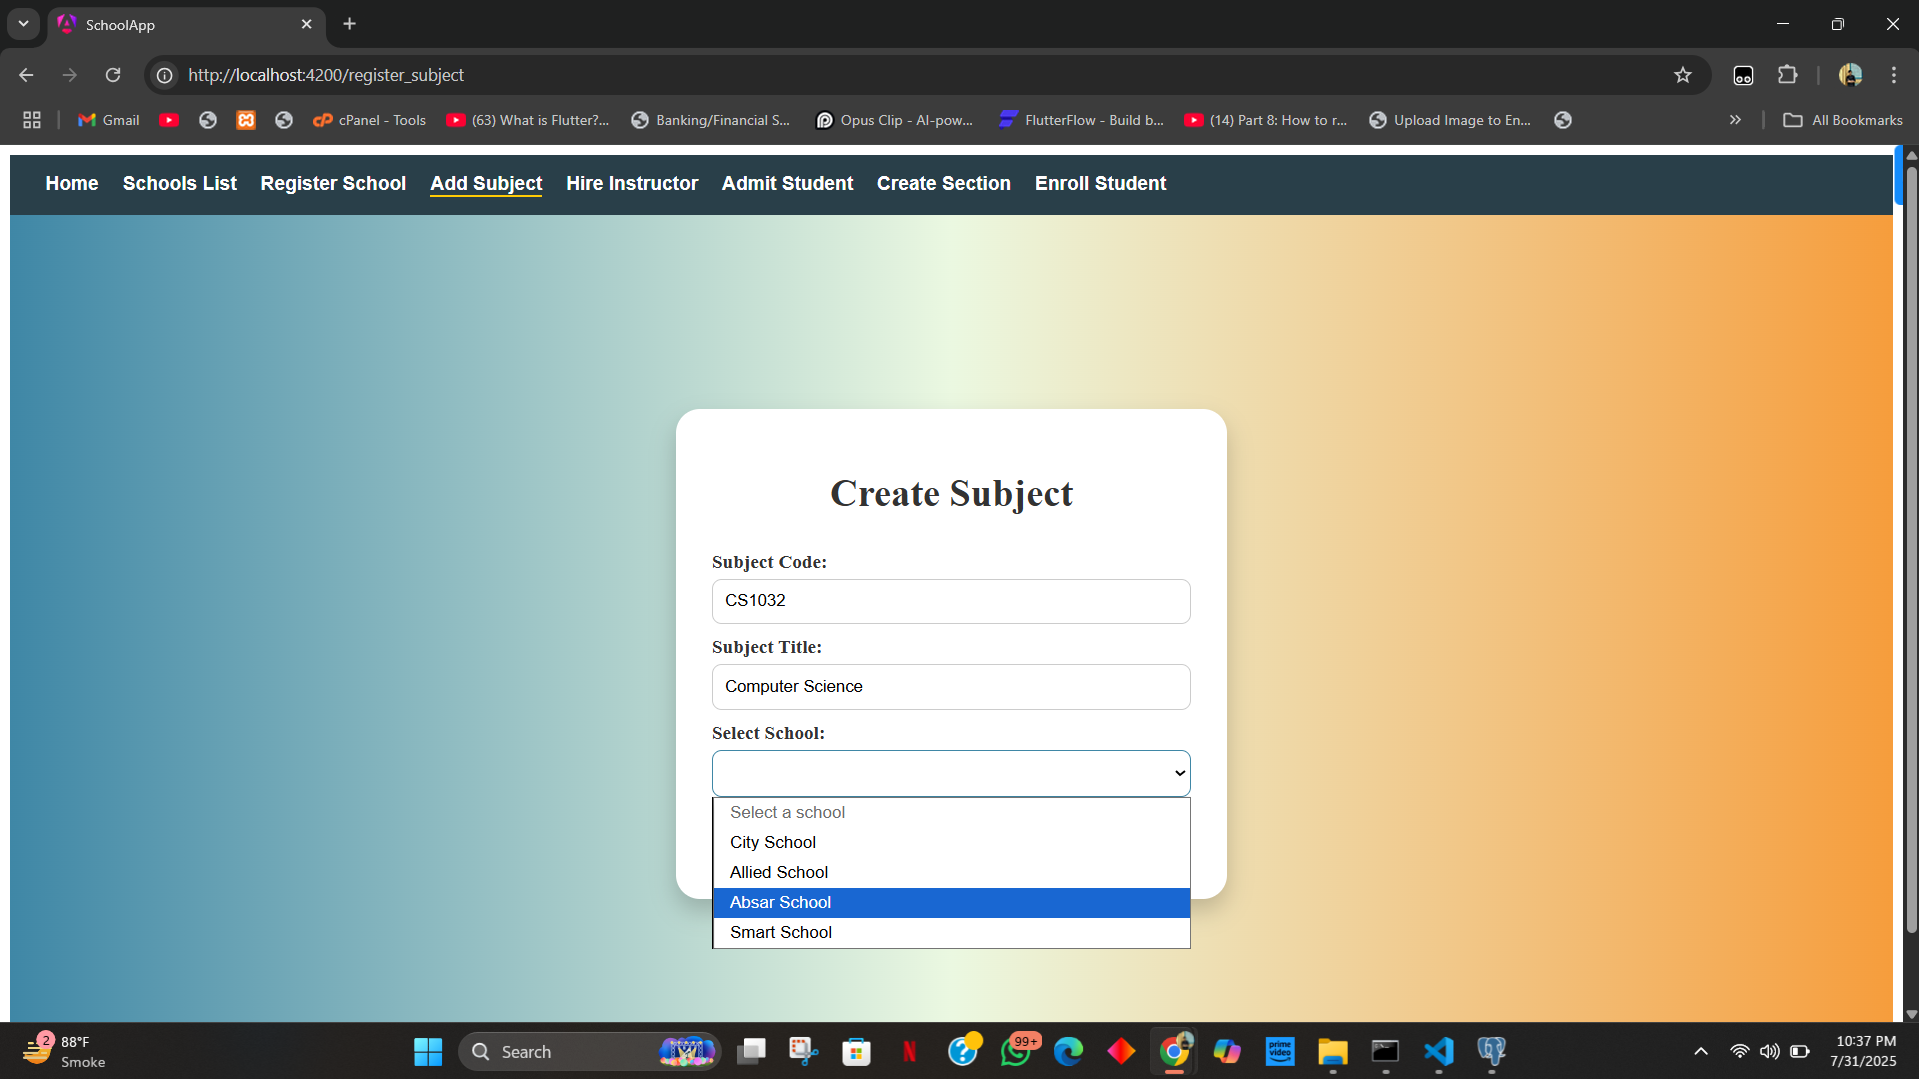 SchoolApp
http://localhost:4200/register_subject
Gmail
cPanel - Tools
(63) What is Flutter?...
Banking/Financial S...
Opus Clip - AI-pow...
FlutterFlow - Build b...
(14) Part 8: How to r...
Upload Image to En...
All Bookmarks
Home Schools List Register School Add Subject Hire Instructor Admit Student Create Section Enroll Student
Create Subject
Subject Code:
CS1032
Subject Title:
Computer Science
Select School:
Select a school
City School
Allied School
Absar School
Smart School
2
88°F
Smoke
Search
99+
prime video
10:37 PM
7/31/2025